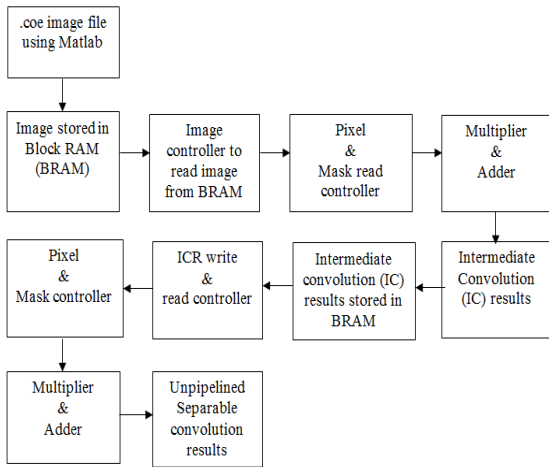 .coe image file
using Matlab
Image stored in
Block RAM
(BRAM)
Image
controller to
read image
from BRAM
Pixel
&
Mask read
controller
Multiplier
&
Adder
Intermediate
Convolution
(IC) results
Intermediate
convolution (IC)
results stored in
BRAM
ICR write
&
read controller
Pixel
&
Mask controller
Multiplier
&
Adder
Unpipelined
Separable
convolution
results